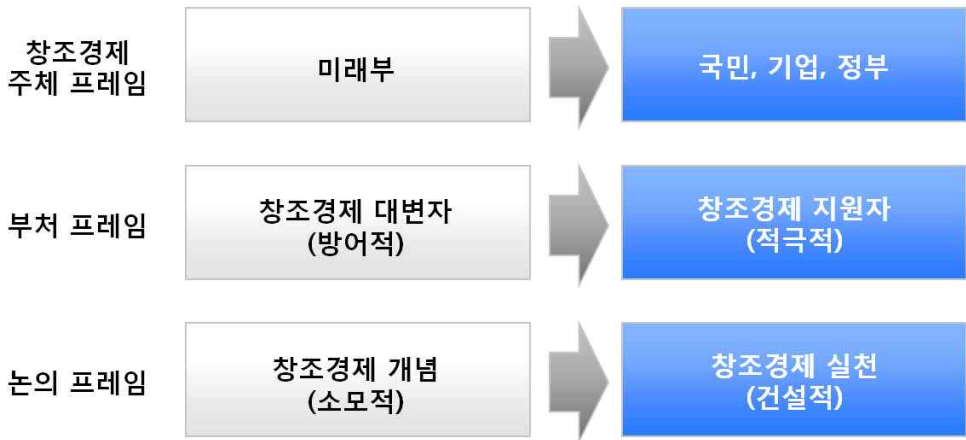 창조경제
주체 프레임
미래부
국민, 기업, 정부
부처 프레임
창조경제 대변자
(방어적)
창조경제 지원자
(적극적)
논의 프레임
창조경제 개념
(소모적)
창조경제 실천
(건설적)